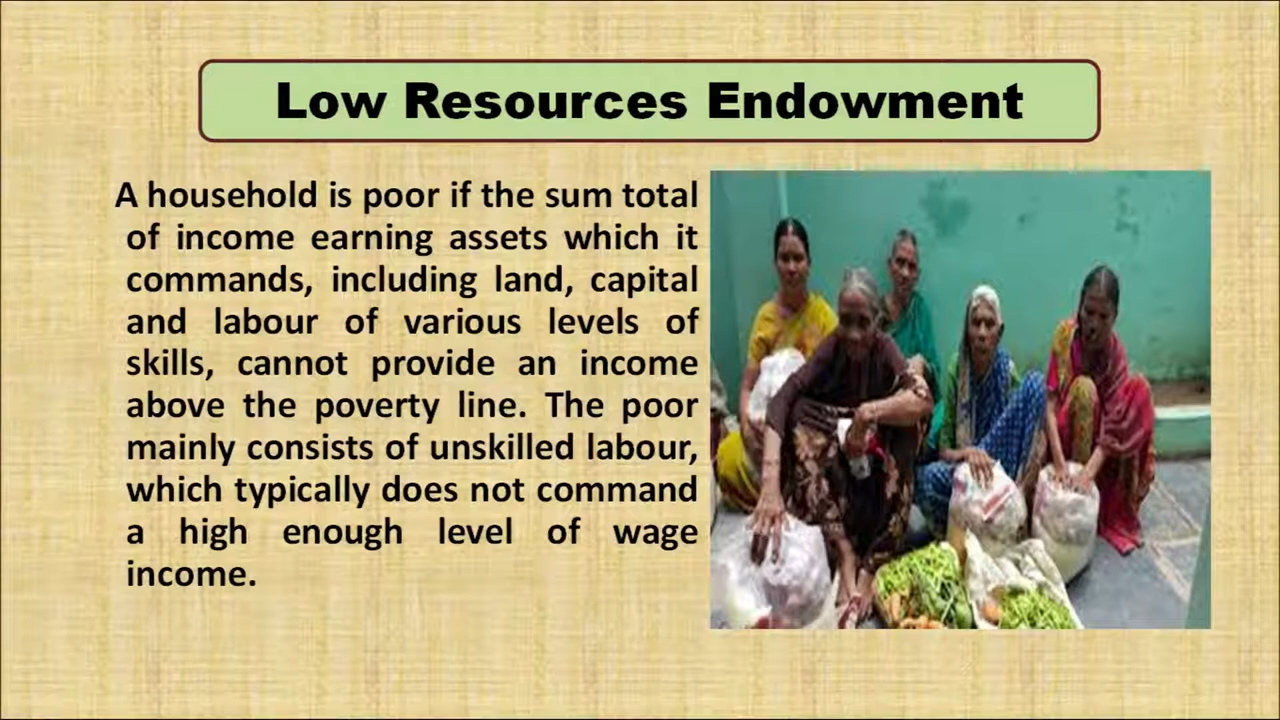 Low Resources Endowment
A household is poor if the sum total
of income earning assets which it
commands, including land, capital
and labour of various levels of
skills, cannot provide an income
above the poverty line. The poor
mainly consists of unskilled labour,
which typically does not command
a high enough level of wage
income.